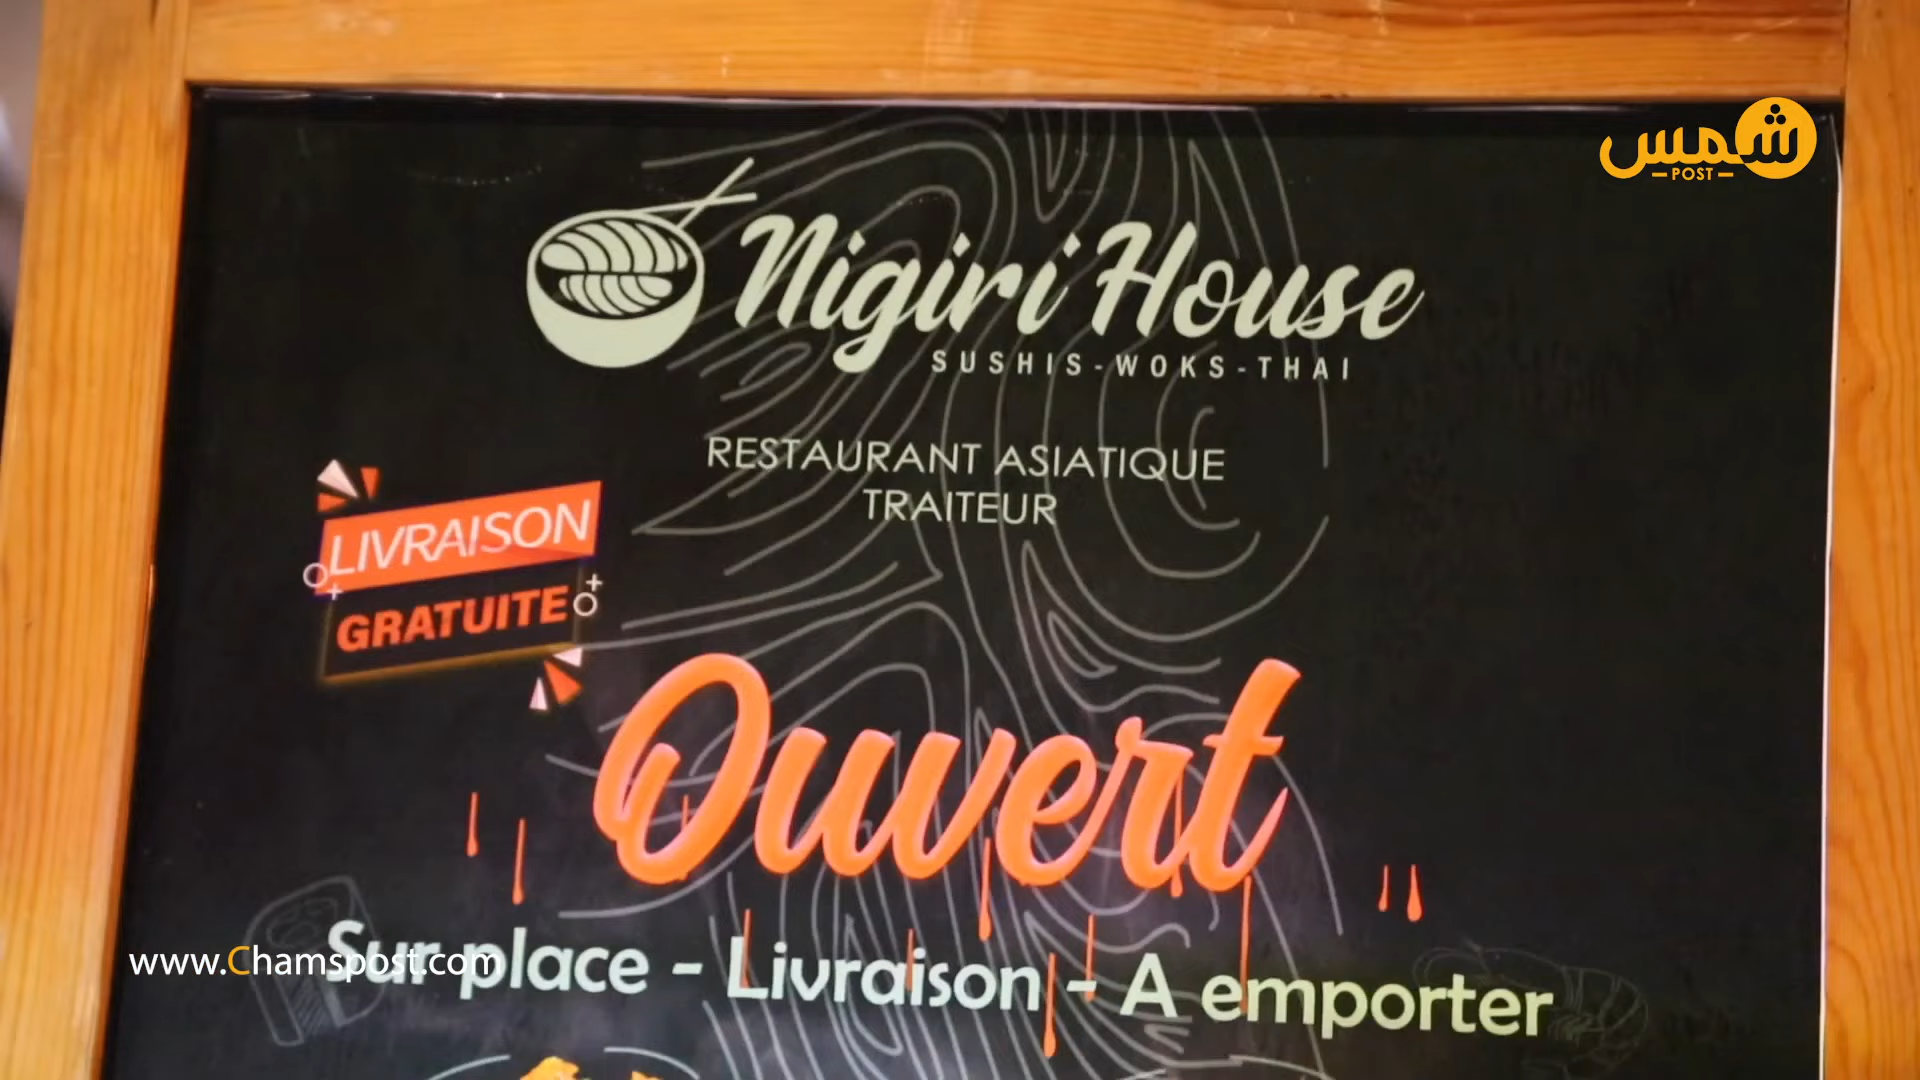 شمس
POST
Nigiri House
SUSHIS-WOKS-THAI
RESTAURANT ASIATIQUE
TRAITEUR
LIVRAISON
GRATUITE
Ouvert
Sur place - Livraison - A emporter
www.Chamspost.com